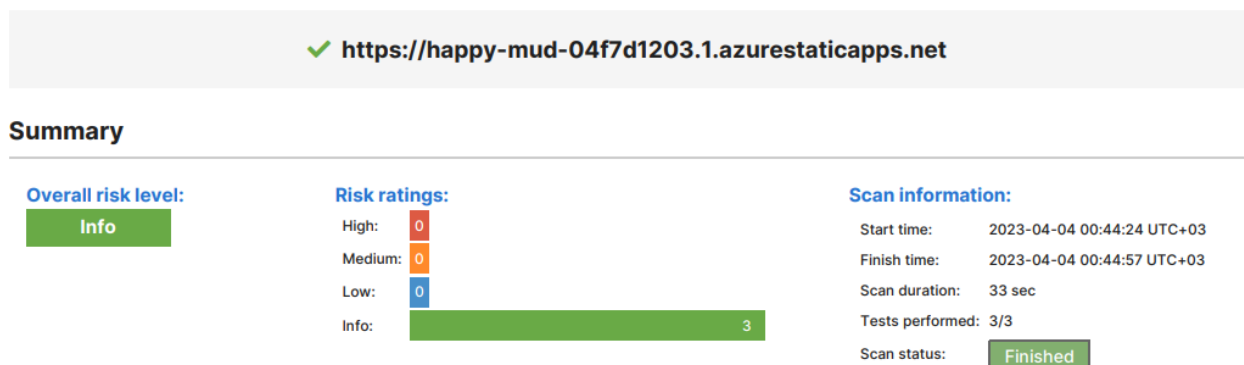 https://happy-mud-04f7d1203.1.azurestaticapps.net
Summary
Overall risk level:
Info
Risk ratings:
High: 0
Medium: 0
Low: 0
Info: 3
Scan information:
Start time: 2023-04-04 00:44:24 UTC+03
Finish time: 2023-04-04 00:44:57 UTC+03
Scan duration: 33 sec
Tests performed: 3/3
Scan status: Finished